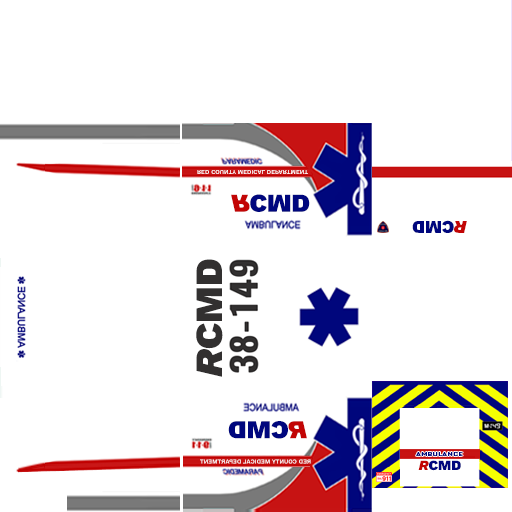 PARAMEDIC
RED COUNTY MEDICAL DEPARTMENT
911
RCMD
AMBULANCE
RCMD
AMBULANCE
RCMD
38-149
AMBULANCE
RCMD
911
RED COUNTY MEDICAL DEPARTMENT
PARAMEDIC
M-149
AMBULANCE
RCMD
911